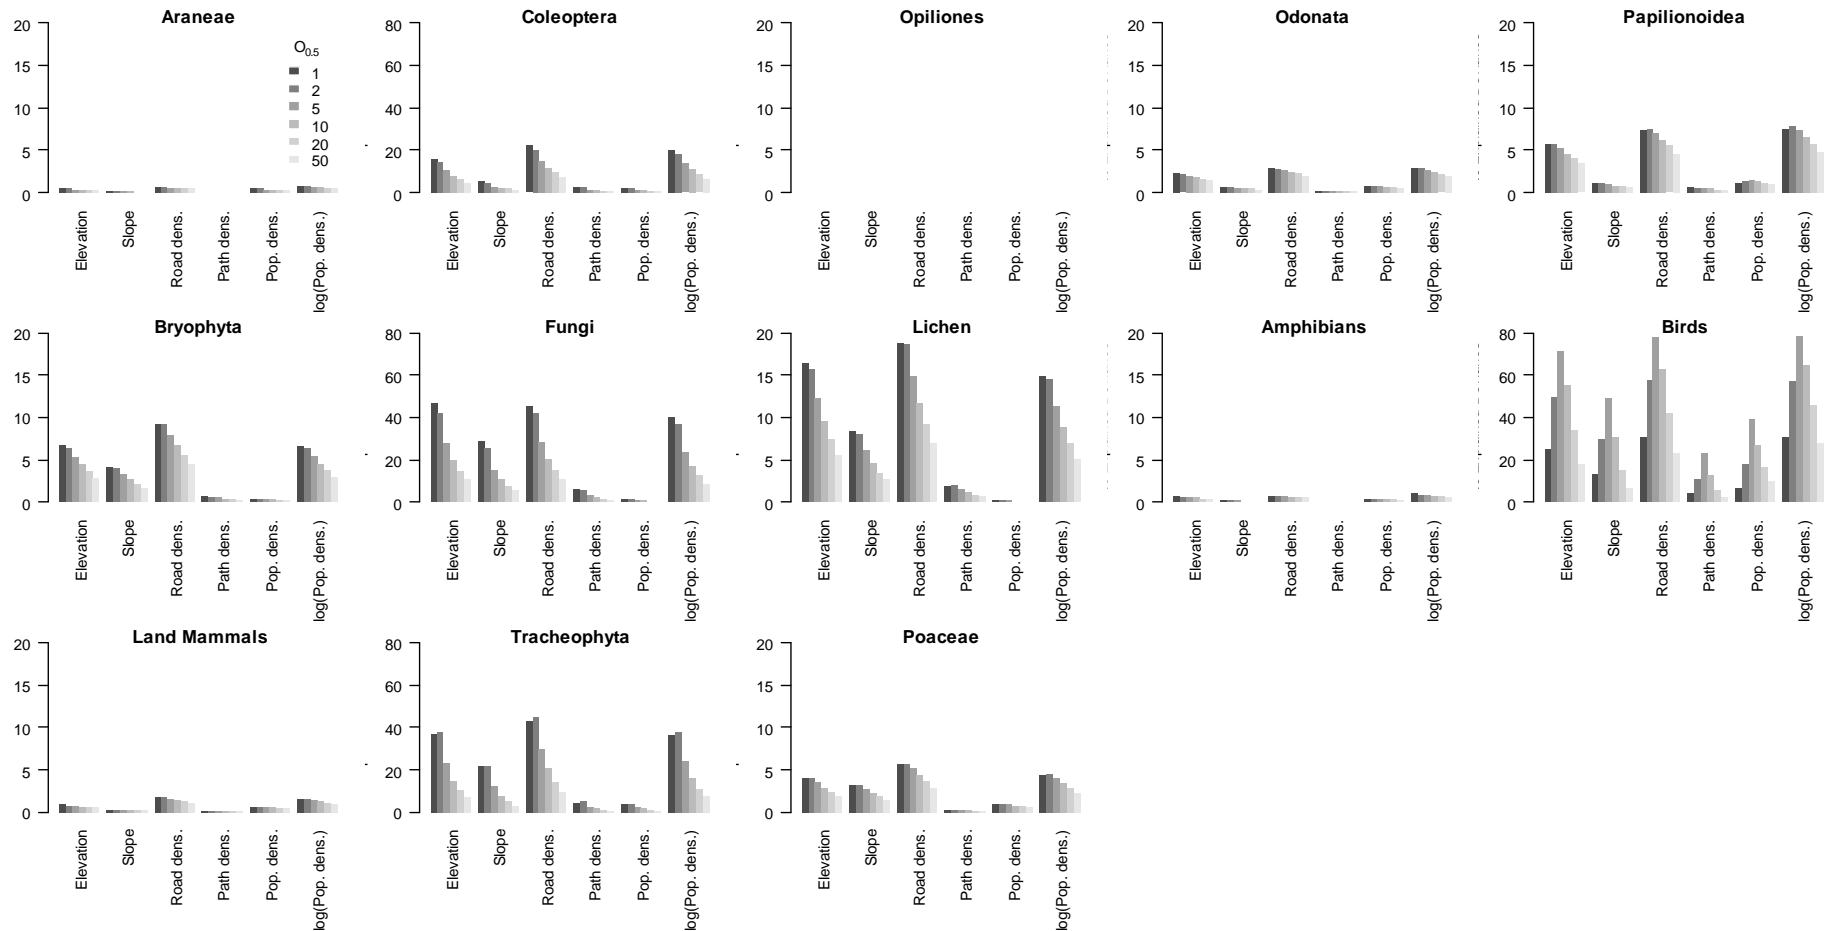 Araneae
20
15
10
5
0
O0.5
1
2
5
10
20
50
Elevation
Slope
Road dens.
Path dens.
Pop. dens.
log(Pop. dens.)
Coleoptera
80
60
40
20
0
Elevation
Slope
Road dens.
Path dens.
Pop. dens.
log(Pop. dens.)
Opiliones
20
15
10
5
0
Elevation
Slope
Road dens.
Path dens.
Pop. dens.
log(Pop. dens.)
Odonata
20
15
10
5
0
Elevation
Slope
Road dens.
Path dens.
Pop. dens.
log(Pop. dens.)
Papilionoidea
20
15
10
5
0
Elevation
Slope
Road dens.
Path dens.
Pop. dens.
log(Pop. dens.)
Bryophyta
20
15
10
5
0
Elevation
Slope
Road dens.
Path dens.
Pop. dens.
log(Pop. dens.)
Fungi
80
60
40
20
0
Elevation
Slope
Road dens.
Path dens.
Pop. dens.
log(Pop. dens.)
Lichen
20
15
10
5
0
Elevation
Slope
Road dens.
Path dens.
Pop. dens.
log(Pop. dens.)
Amphibians
20
15
10
5
0
Elevation
Slope
Road dens.
Path dens.
Pop. dens.
log(Pop. dens.)
Birds
80
60
40
20
0
Elevation
Slope
Road dens.
Path dens.
Pop. dens.
log(Pop. dens.)
Land Mammals
20
15
10
5
0
Elevation
Slope
Road dens.
Path dens.
Pop. dens.
log(Pop. dens.)
Tracheophyta
80
60
40
20
0
Elevation
Slope
Road dens.
Path dens.
Pop. dens.
log(Pop. dens.)
Poaceae
20
15
10
5
0
Elevation
Slope
Road dens.
Path dens.
Pop. dens.
log(Pop. dens.)